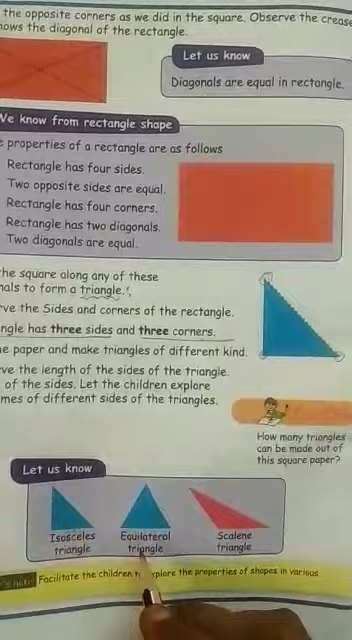 the opposite corners as we did in the square. Observe the crease
ows the diagonal of the rectangle.
Let us know
Diagonals are equal in rectangle.
We know from rectangle shape
e properties of a rectangle are as follows
Rectangle has four sides.
Two opposite sides are equal.
Rectangle has four corners.
Rectangle has two diagonals.
Two diagonals are equal.
he square along any of these
nals to form a triangle.
rve the Sides and corners of the rectangle.
ngle has three sides and three corners.
e paper and make triangles of different kind.
ve the length of the sides of the triangle.
of the sides. Let the children explore
mes of different sides of the triangles.
How many triangles
can be made out of
this square paper?
Let us know
Isosceles
triangle
Equilateral
triangle
Scalene
triangle
Facilitate the children to explore the properties of shapes in various